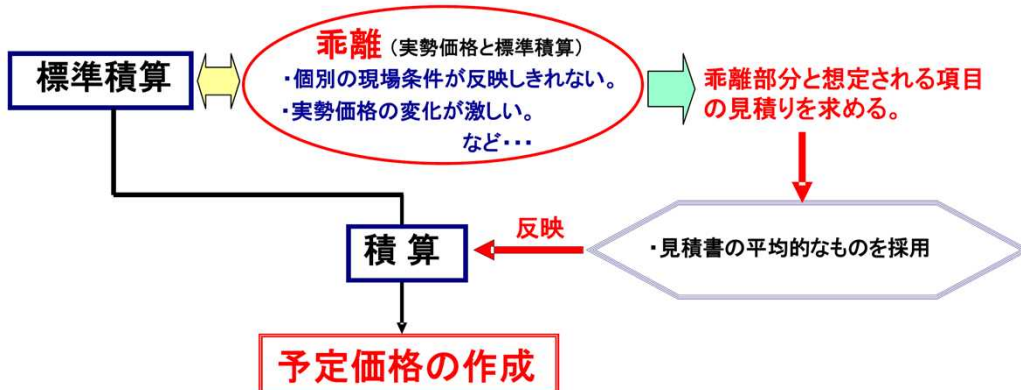 標準積算
乖離（実勢価格と標準積算）
・個別の現場条件が反映しきれない。
・実勢価格の変化が激しい。
など・・・
乖離部分と想定される項目
の見積りを求める。
反映
積 算
・見積書の平均的なものを採用
予定価格の作成